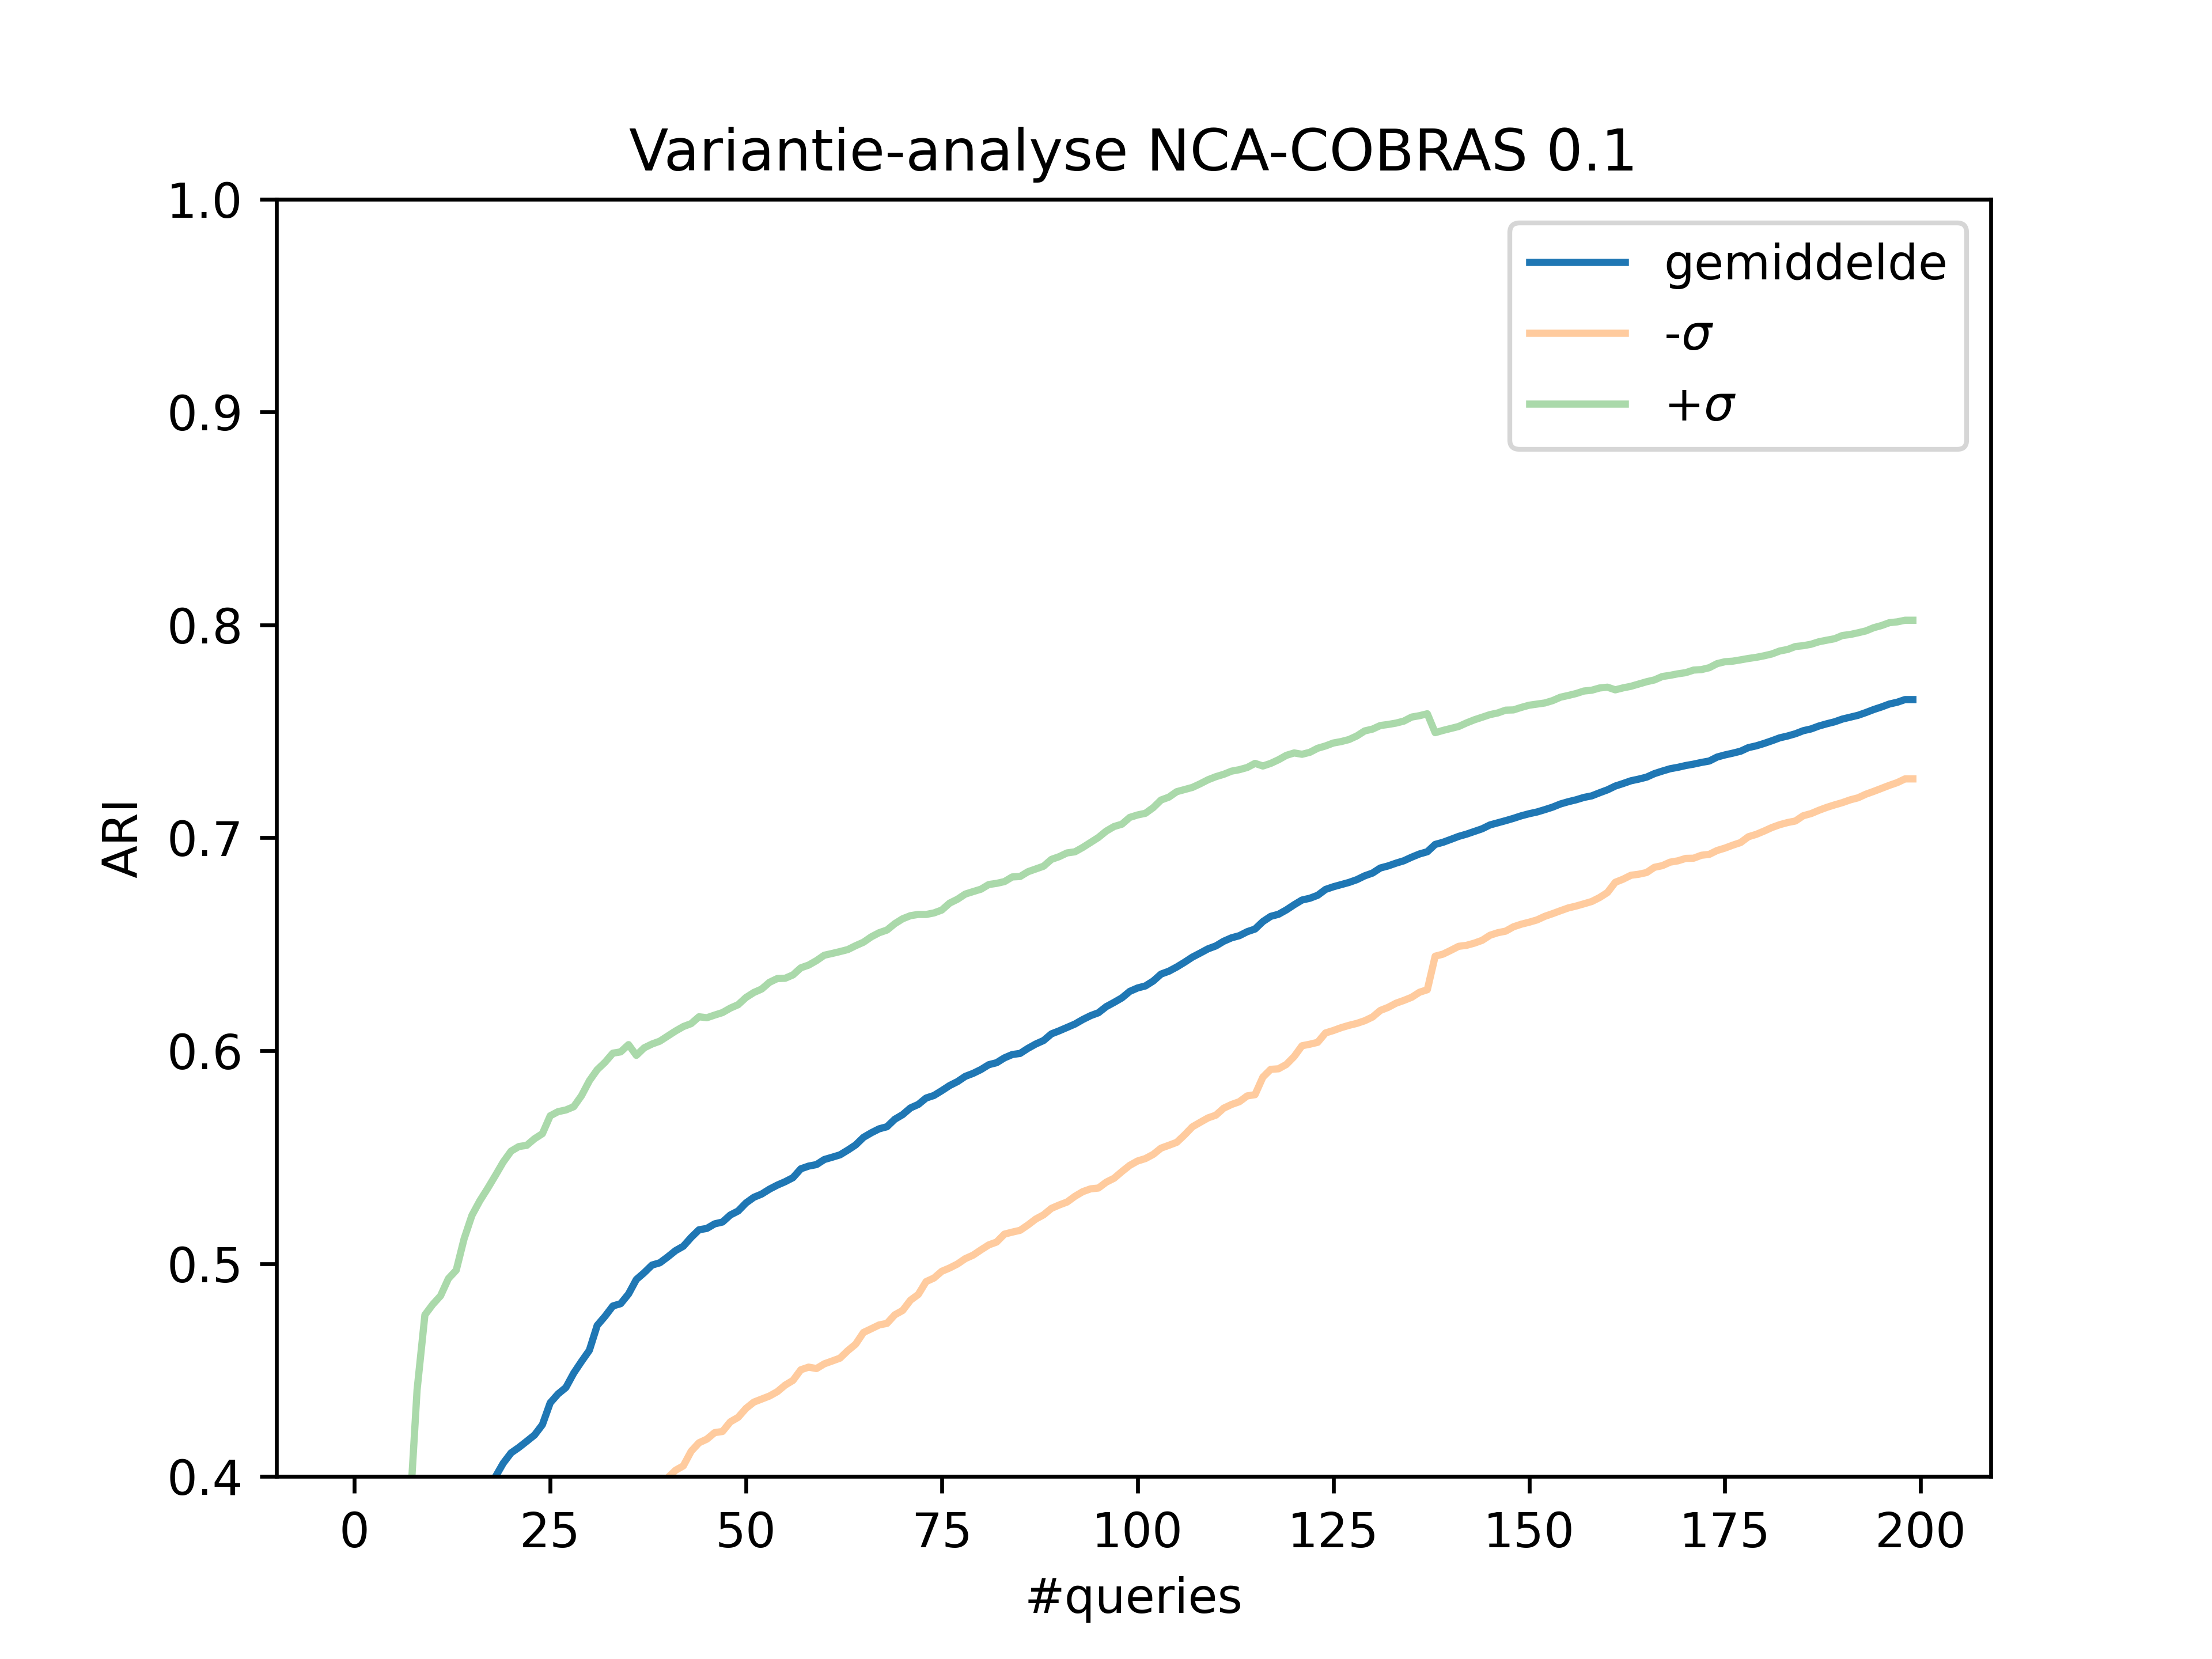 Variantie-analyse NCA-COBRAS 0.1
1.0
0.9
0.8
0.7
0.6
0.5
0.4
ARI
gemiddelde
-σ
+σ
0 25 50 75 100 125 150 175 200
#queries